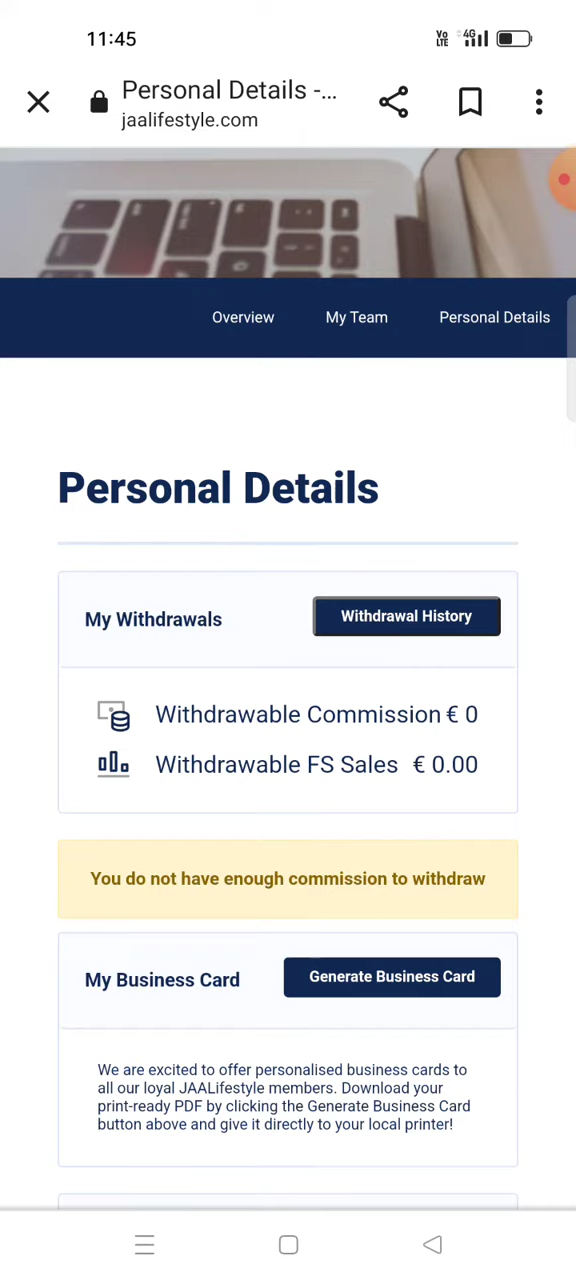 11:45
Vo LTE 4G
Personal Details -...
jaalifestyle.com
Overview My Team Personal Details
Personal Details
My Withdrawals Withdrawal History
Withdrawable Commission € 0
Withdrawable FS Sales € 0.00
You do not have enough commission to withdraw
My Business Card Generate Business Card
We are excited to offer personalised business cards to
all our loyal JAALifestyle members. Download your
print-ready PDF by clicking the Generate Business Card
button above and give it directly to your local printer!